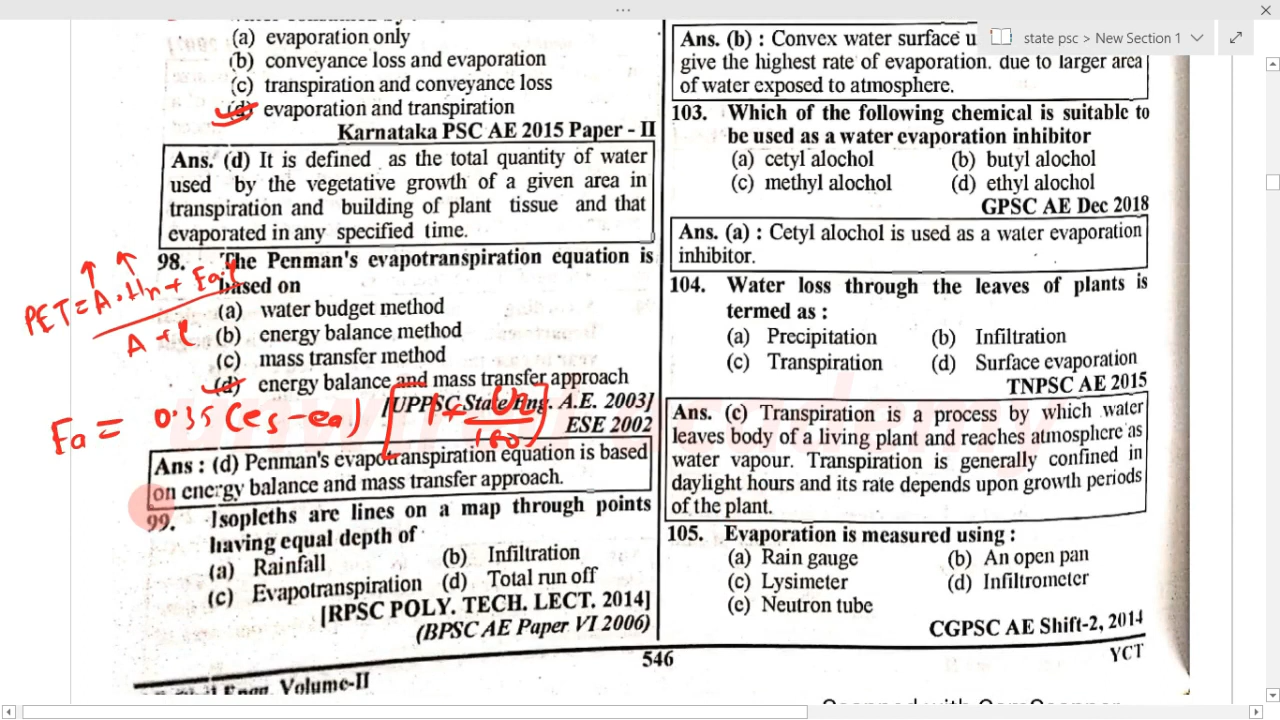 state psc > New Section 1
(a) evaporation only
(b) conveyance loss and evaporation
(c) transpiration and conveyance loss
(d) evaporation and transpiration
Karnataka PSC AE 2015 Paper - II
Ans. (d) It is defined as the total quantity of water
used by the vegetative growth of a given area in
transpiration and building of plant tissue and that
evaporated in any specified time.
98. The Penman's evapotranspiration equation is
based on
(a) water budget method
(b) energy balance method
(c) mass transfer method
(d) energy balance and mass transfer approach
[UPPSC State Eng. A.E. 2003]
ESE 2002
Ans : (d) Penman's evapotranspiration equation is based
on energy balance and mass transfer approach.
99. Isopleths are lines on a map through points
having equal depth of
(a) Rainfall (b) Infiltration
(c) Evapotranspiration (d) Total run off
[RPSC POLY. TECH. LECT. 2014]
(BPSC AE Paper VI 2006)
PET = A.Hn + Ea
A +
Ea = 0.35 (es - ea) [1 + U2
160]
Ans. (b) : Convex water surface u
give the highest rate of evaporation. due to larger area
of water exposed to atmosphere.
103. Which of the following chemical is suitable to
be used as a water evaporation inhibitor
(a) cetyl alochol (b) butyl alochol
(c) methyl alochol (d) ethyl alochol
GPSC AE Dec 2018
Ans. (a) : Cetyl alochol is used as a water evaporation
inhibitor.
104. Water loss through the leaves of plants is
termed as :
(a) Precipitation (b) Infiltration
(c) Transpiration (d) Surface evaporation
TNPSC AE 2015
Ans. (c) Transpiration is a process by which water
leaves body of a living plant and reaches atmosphere as
water vapour. Transpiration is generally confined in
daylight hours and its rate depends upon growth periods
of the plant.
105. Evaporation is measured using :
(a) Rain gauge (b) An open pan
(c) Lysimeter (d) Infiltrometer
(e) Neutron tube
CGPSC AE Shift-2, 2014
546
YCT
Volume-II